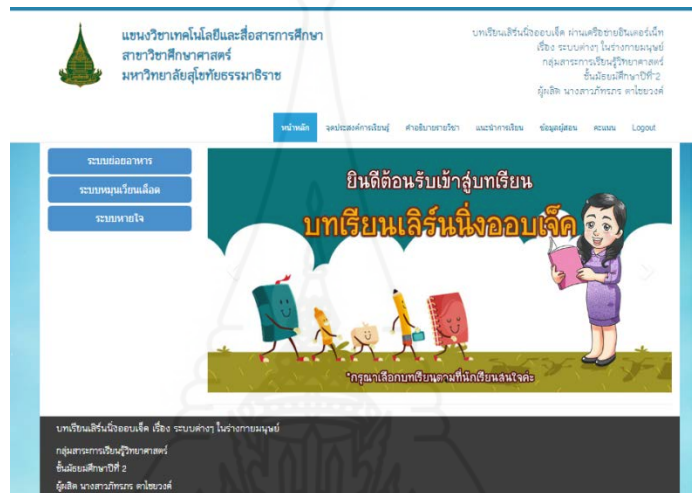 แขนงวิชาเทคโนโลยีและสื่อสารการศึกษา
สาขาวิชาศึกษาศาสตร์
มหาวิทยาลัยสุโขทัยธรรมาธิราช
บทเรียนเลิร์นนิ่งออบเจ็ค ผ่านเครือข่ายอินเตอร์เน็ท
เรื่อง ระบบต่างๆ ในร่างกายมนุษย์
กลุ่มสาระการเรียนรู้วิทยาศาสตร์
ชั้นมัธยมศึกษาปีที่ 2
ผู้ผลิต นางสาวภัทรภร ตาไชยวงค์
หน้าหลัก จุดประสงค์การเรียนรู้ คำอธิบายรายวิชา แนะนำการเรียน ข้อมูลผู้สอน คะแนน Logout
ระบบย่อยอาหาร
ระบบหมุนเวียนเลือด
ระบบหายใจ
ยินดีต้อนรับเข้าสู่บทเรียน
บทเรียนเลิร์นนิ่งออบเจ็ค
*กรุณาเลือกบทเรียนตามที่นักเรียนสนใจค่ะ
บทเรียนเลิร์นนิ่งออบเจ็ค เรื่อง ระบบต่างๆ ในร่างกายมนุษย์
กลุ่มสาระการเรียนรู้วิทยาศาสตร์
ชั้นมัธยมศึกษาปีที่ 2
ผู้ผลิต นางสาวภัทรภร ตาไชยวงค์